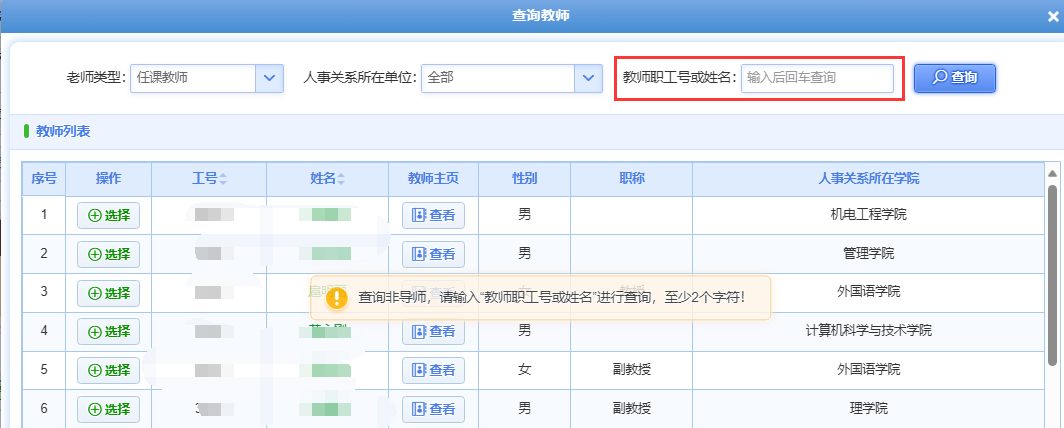 查询教师
老师类型: 任课教师 人事关系所在单位: 全部 教师职工号或姓名: 输入后回车查询 查询
教师列表
序号 操作 工号 姓名 教师主页 性别 职称 人事关系所在学院
1 选择 查看 男 机电工程学院
2 选择 查看 男 管理学院
查询非导师，请输入“教师职工号或姓名”进行查询，至少2个字符！
3 选择 外国语学院
4 选择 查看 男 计算机科学与技术学院
5 选择 查看 女 副教授 外国语学院
6 选择 查看 男 副教授 理学院